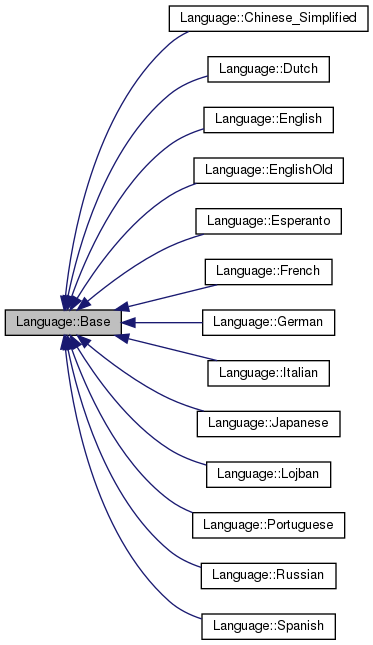 Language::Chinese_Simplified
Language::Dutch
Language::English
Language::EnglishOld
Language::Esperanto
Language::French
Language::Base
Language::German
Language::Italian
Language::Japanese
Language::Lojban
Language::Portuguese
Language::Russian
Language::Spanish